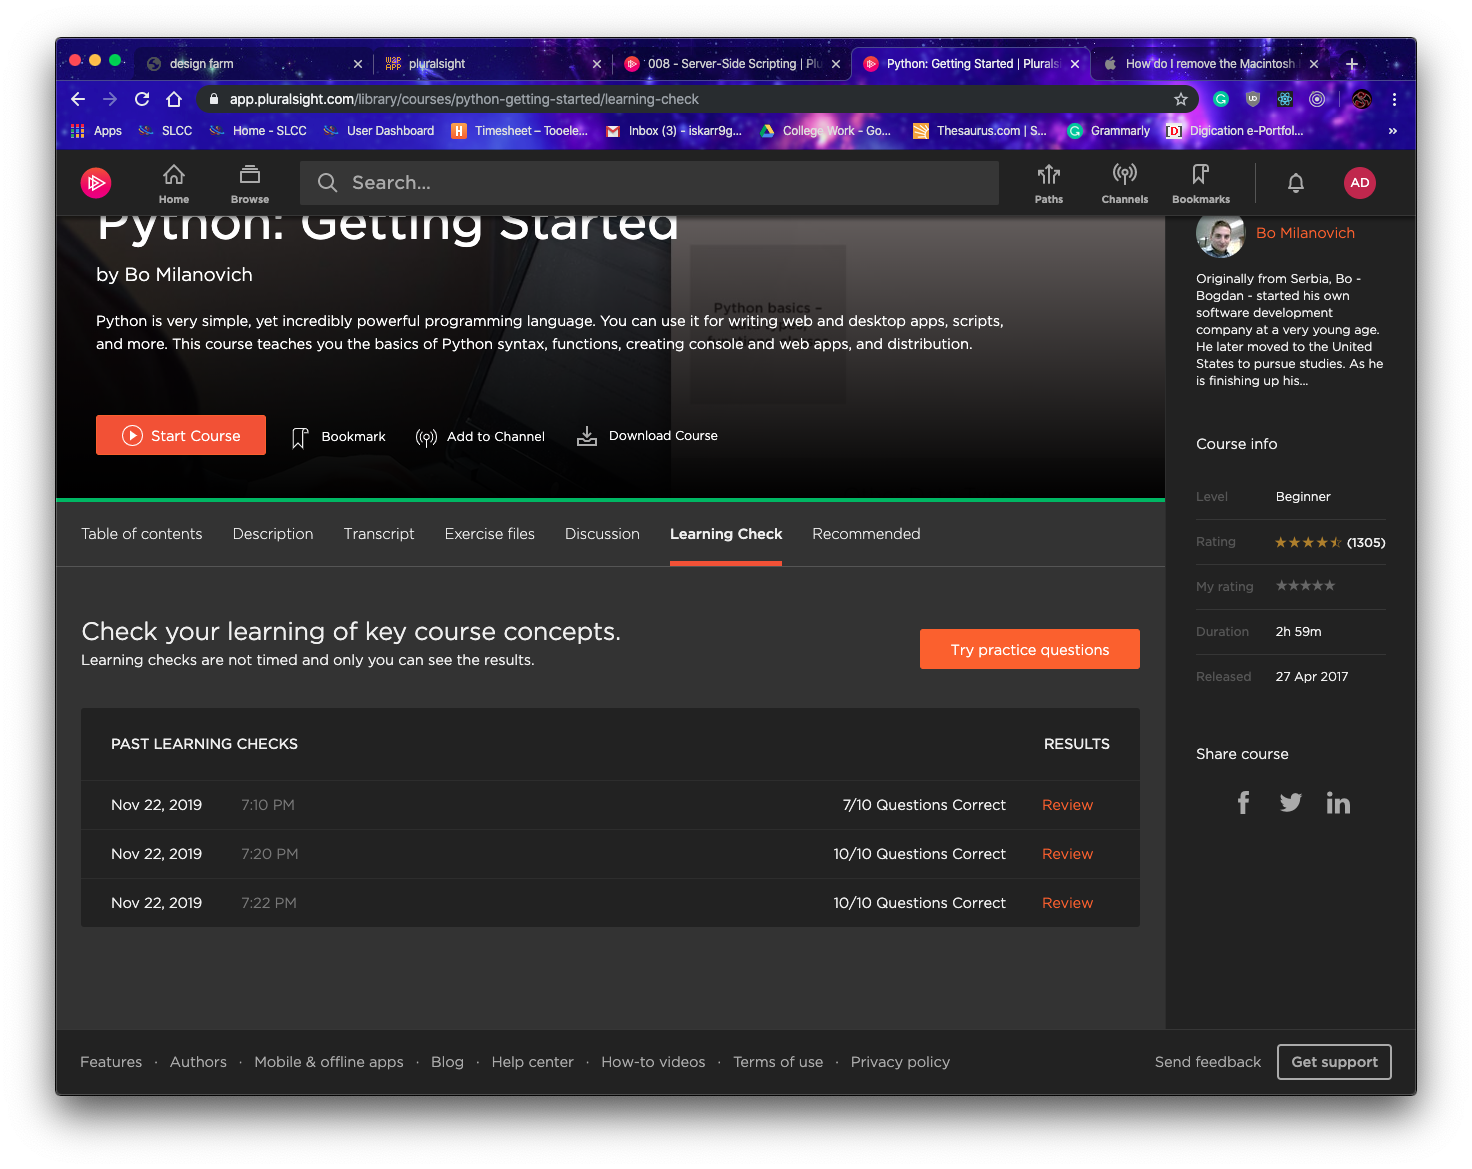 design farm
pluralsight
008 - Server-Side Scripting | Plu
Python: Getting Started | Plurals
How do I remove the Macintosh
app.pluralsight.com/library/courses/python-getting-started/learning-check
Apps
SLCC
Home - SLCC
User Dashboard
Timesheet – Tooele...
Inbox (3) - iskarr9g...
College Work - Go...
Thesaurus.com | S...
Grammarly
Digication e-Portfol...
»
Home
Browse
Search...
Paths
Channels
Bookmarks
AD
Python: Getting Started
by Bo Milanovich
Python basics –
Python is very simple, yet incredibly powerful programming language. You can use it for writing web and desktop apps, scripts,
and more. This course teaches you the basics of Python syntax, functions, creating console and web apps, and distribution.
Start Course
Bookmark
Add to Channel
Download Course
Bo Milanovich
Originally from Serbia, Bo -
Bogdan - started his own
software development
company at a very young age.
He later moved to the United
States to pursue studies. As he
is finishing up his...
Course info
Level Beginner
Rating (1305)
My rating
Duration 2h 59m
Released 27 Apr 2017
Share course
Table of contents
Description
Transcript
Exercise files
Discussion
Learning Check
Recommended
Check your learning of key course concepts.
Learning checks are not timed and only you can see the results.
Try practice questions
PAST LEARNING CHECKS RESULTS
Nov 22, 2019 7:10 PM 7/10 Questions Correct Review
Nov 22, 2019 7:20 PM 10/10 Questions Correct Review
Nov 22, 2019 7:22 PM 10/10 Questions Correct Review
Features · Authors · Mobile & offline apps · Blog · Help center · How-to videos · Terms of use · Privacy policy
Send feedback
Get support